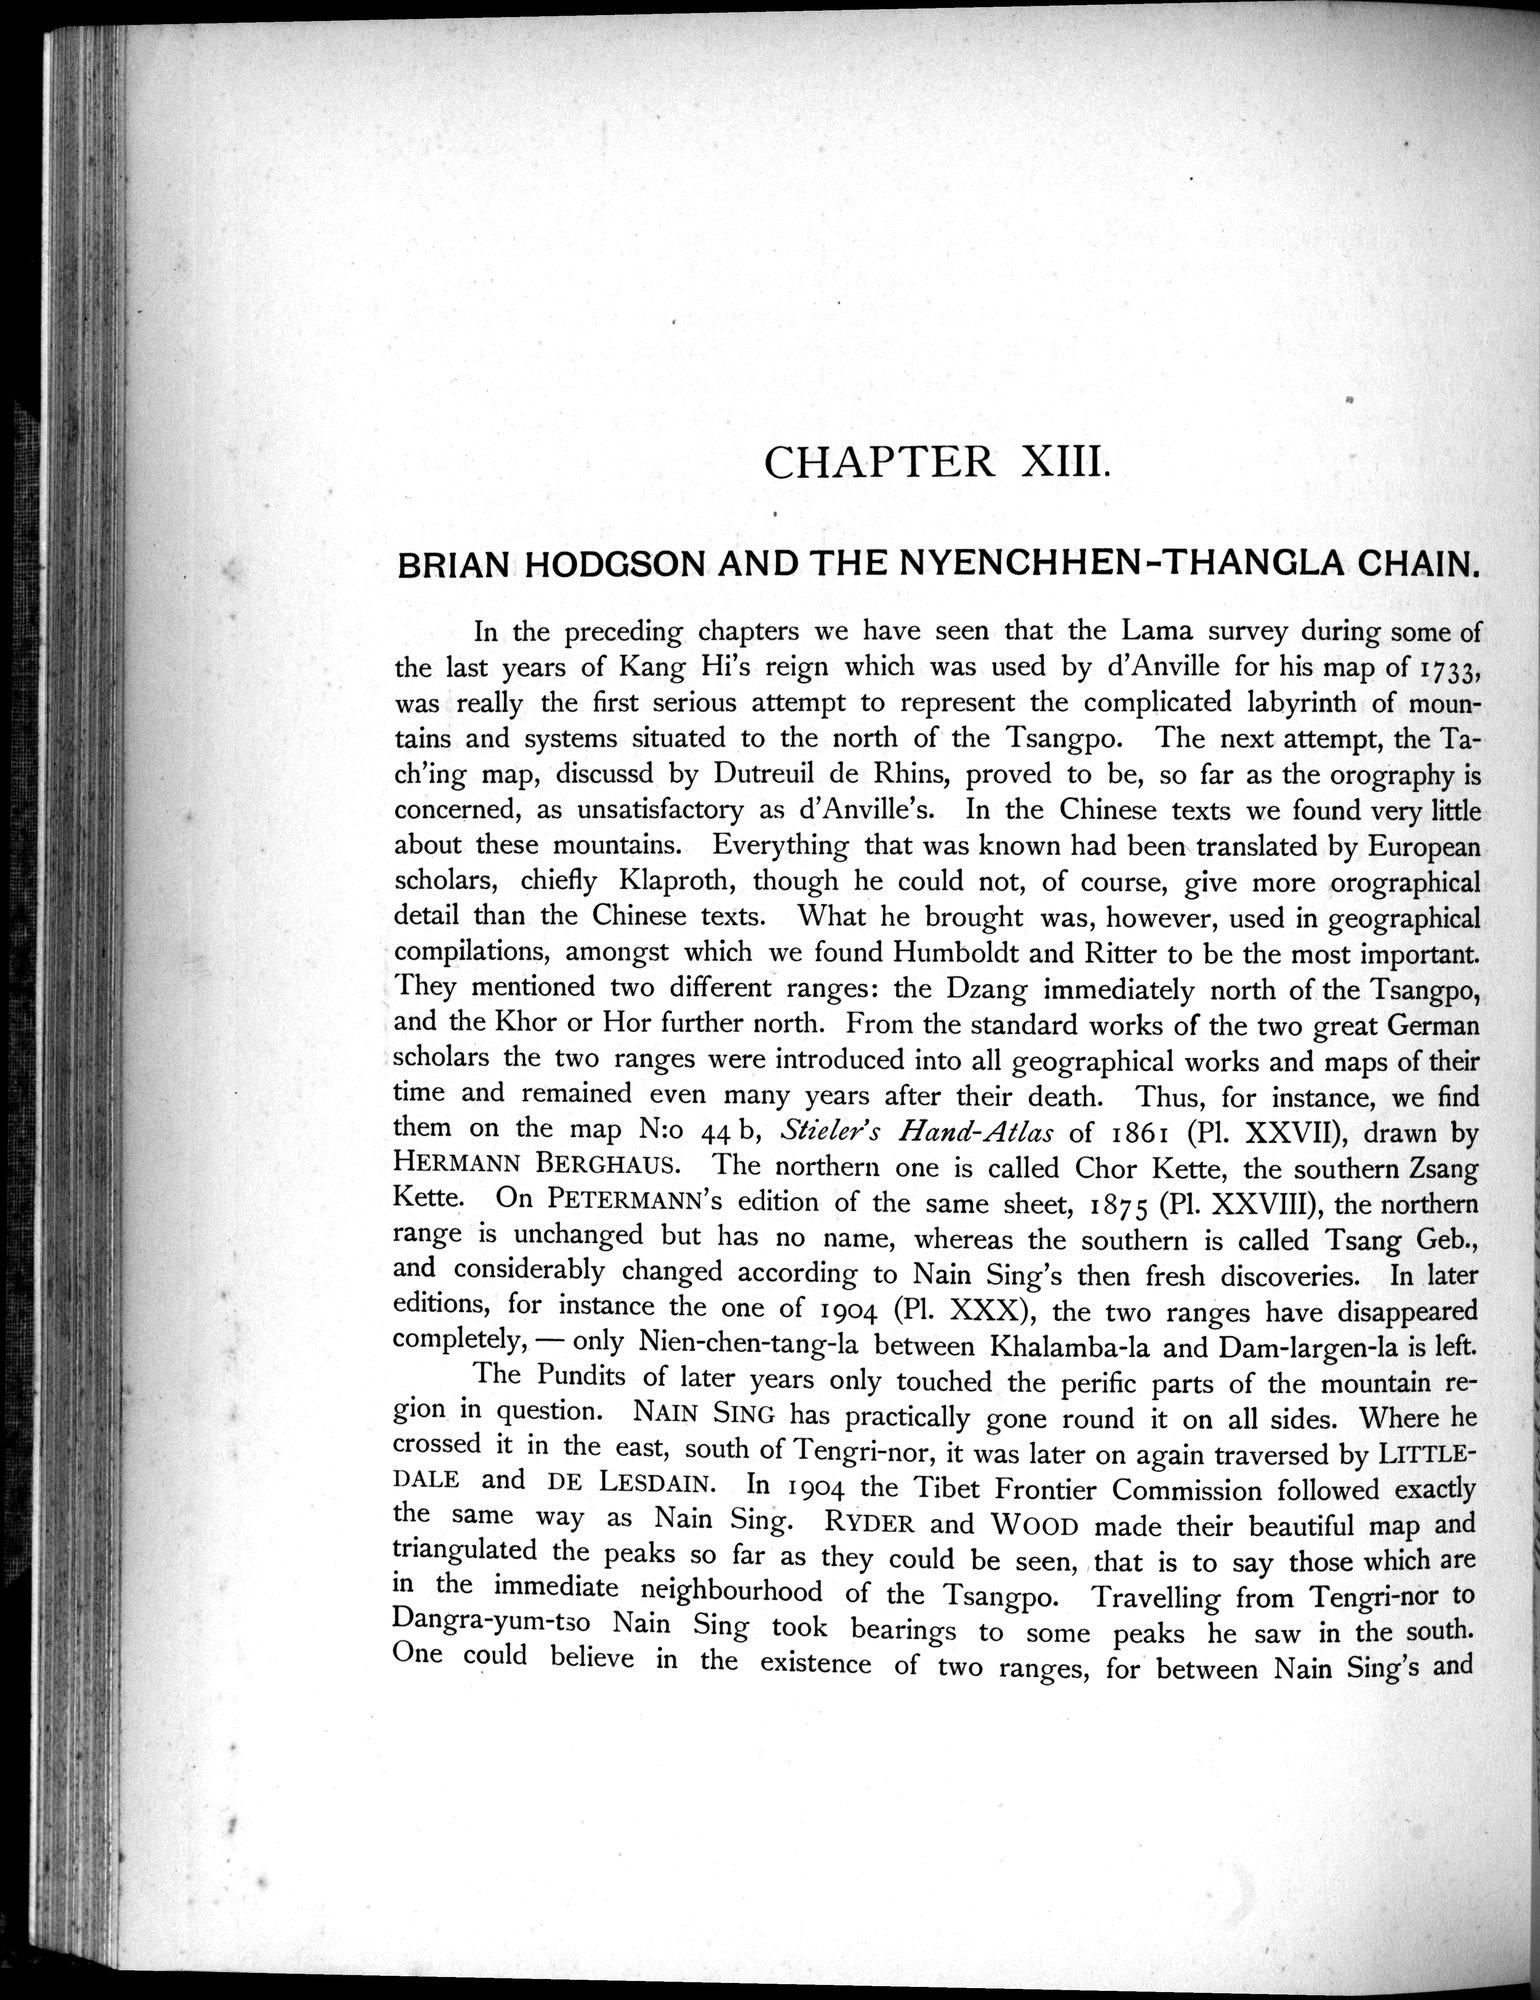 CHAPTER XIII.
BRIAN HODGSON AND THE NYENCHHEN-THANGLA CHAIN.
In the preceding chapters we have seen that the Lama survey during some of
the last years of Kang Hi's reign which was used by d'Anville for his map of 1733,
was really the first serious attempt to represent the complicated labyrinth of moun-
tains and systems situated to the north of the Tsangpo. The next attempt, the Ta-
ch'ing map, discussd by Dutreuil de Rhins, proved to be, so far as the orography is
concerned, as unsatisfactory as d'Anville's. In the Chinese texts we found very little
about these mountains. Everything that was known had been translated by European
scholars, chiefly Klaproth, though he could not, of course, give more orographical
detail than the Chinese texts. What he brought was, however, used in geographical
compilations, amongst which we found Humboldt and Ritter to be the most important.
They mentioned two different ranges: the Dzang immediately north of the Tsangpo,
and the Khor or Hor further north. From the standard works of the two great German
scholars the two ranges were introduced into all geographical works and maps of their
time and remained even many years after their death. Thus, for instance, we find
them on the map N:o 44 b, Stieler's Hand-Atlas of 1861 (Pl. XXVII), drawn by
HERMANN BERGHAUS. The northern one is called Chor Kette, the southern Zsang
Kette. On PETERMANN'S edition of the same sheet, 1875 (Pl. XXVIII), the northern
range is unchanged but has no name, whereas the southern is called Tsang Geb.,
and considerably changed according to Nain Sing's then fresh discoveries. In later
editions, for instance the one of 1904 (Pl. XXX), the two ranges have disappeared
completely, — only Nien-chen-tang-la between Khalamba-la and Dam-largen-la is left.
The Pundits of later years only touched the perific parts of the mountain re-
gion in question. NAIN SING has practically gone round it on all sides. Where he
crossed it in the east, south of Tengri-nor, it was later on again traversed by LITTLE-
DALE and DE LESDAIN. In 1904 the Tibet Frontier Commission followed exactly
the same way as Nain Sing. RYDER and WOOD made their beautiful map and
triangulated the peaks so far as they could be seen, that is to say those which are
in the immediate neighbourhood of the Tsangpo. Travelling from Tengri-nor to
Dangra-yum-tso Nain Sing took bearings to some peaks he saw in the south.
One could believe in the existence of two ranges, for between Nain Sing's and